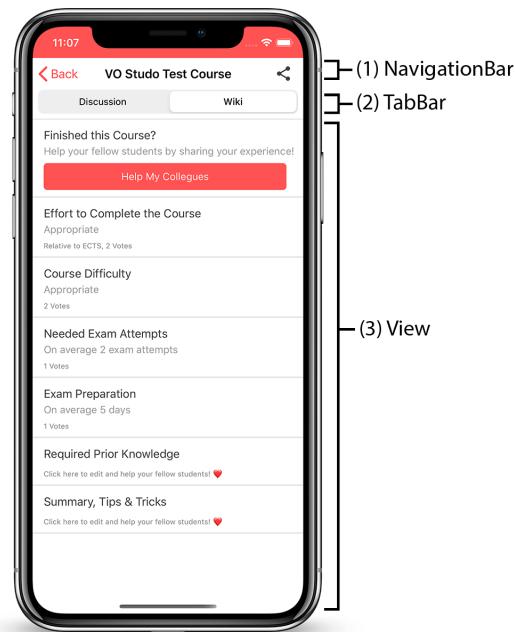 11:07
Back VO Studo Test Course
(1) NavigationBar
Discussion Wiki
(2) TabBar
Finished this Course?
Help your fellow students by sharing your experience!
Help My Collegues
Effort to Complete the Course
Appropriate
Relative to ECTS, 2 Votes
Course Difficulty
Appropriate
2 Votes
Needed Exam Attempts
On average 2 exam attempts
1 Votes
(3) View
Exam Preparation
On average 5 days
1 Votes
Required Prior Knowledge
Click here to edit and help your fellow students! ❤️
Summary, Tips & Tricks
Click here to edit and help your fellow students! ❤️